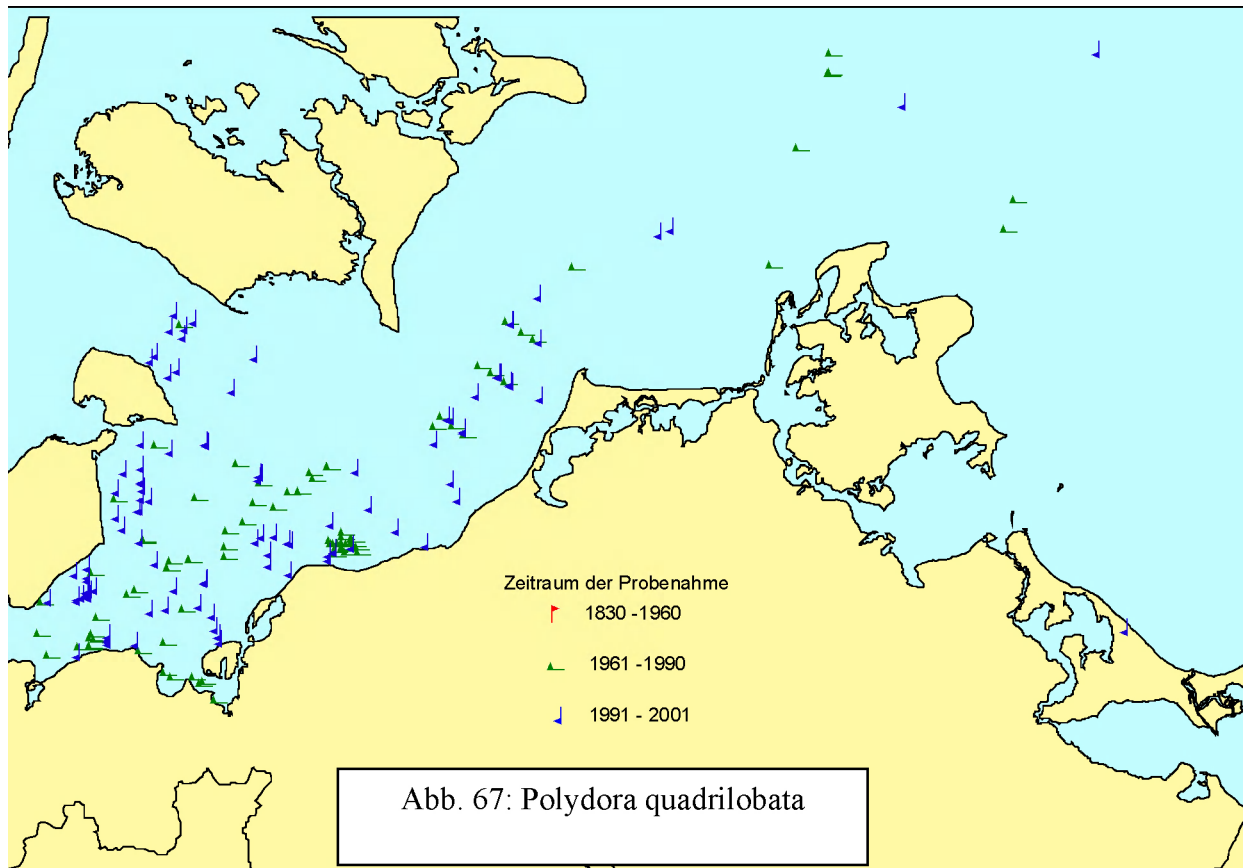 Zeitraum der Probenahme
1830 -1960
1961 -1990
1991 - 2001
Abb. 67: Polydora quadrilobata